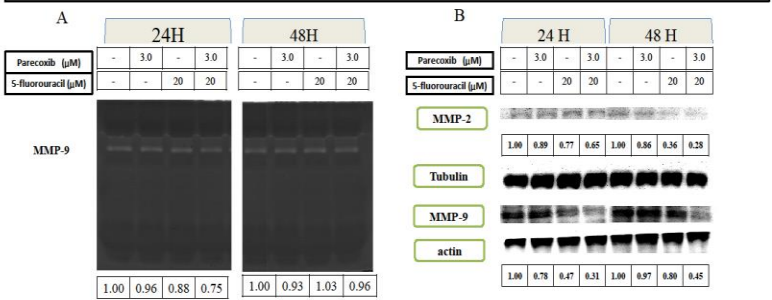 A
24H 48H
Parecoxib (μM) - 3.0 - 3.0 - 3.0 - 3.0
5-fluorouracil (μM) - - 20 20 - - 20 20
MMP-9
1.00 0.96 0.88 0.75 1.00 0.93 1.03 0.96
B
24 H 48 H
Parecoxib (μM) - 3.0 - 3.0 - 3.0 - 3.0
5-fluorouracil (μM) - - 20 20 - - 20 20
MMP-2
1.00 0.89 0.77 0.65 1.00 0.86 0.36 0.28
Tubulin
MMP-9
actin
1.00 0.78 0.47 0.31 1.00 0.97 0.80 0.45